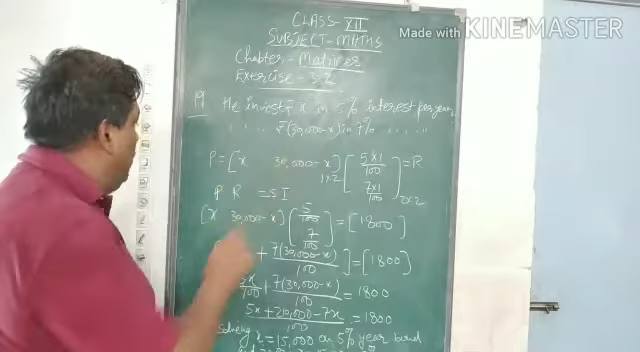 Made with KINEMASTER
CLASS- XII
SUBJECT-MATHS
Chapter- Matrices
Exercise - 3.2
He invest ₹ x in 5% interest per year,
.... ₹(30,000-x) in 7% ....
P = [x 30,000-x]1x2 [5x1/100 7x1/100] = R
P R = SI
[x 30,000-x] [5/100 7/100] = [1800]
+ 7(30,000-x)/100] = [1800]
5x/100 + 7(30,000-x)/100 = 1800
5x+210,000-7x/100 = 1800
Solving x = 15,000 on 5% year bond